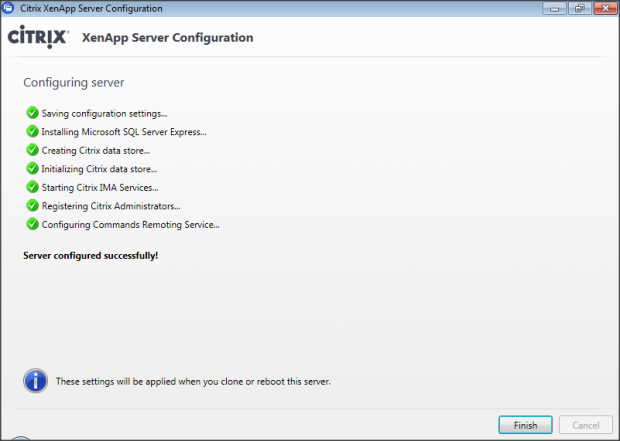 Citrix XenApp Server Configuration
CITRIX XenApp Server Configuration
Configuring server
Saving configuration settings...
Installing Microsoft SQL Server Express...
Creating Citrix data store...
Initializing Citrix data store...
Starting Citrix IMA Services...
Registering Citrix Administrators...
Configuring Commands Remoting Service...
Server configured successfully!
These settings will be applied when you clone or reboot this server.
Finish Cancel